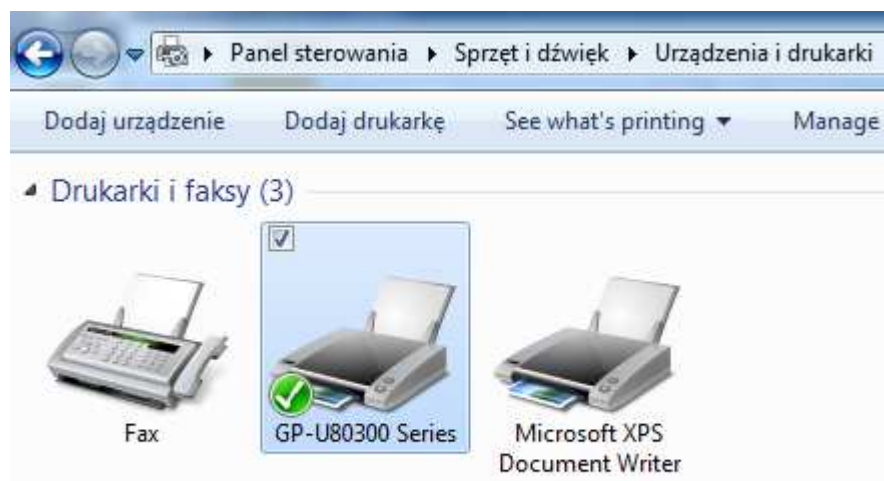 Panel sterowania ▸ Sprzęt i dźwięk ▸ Urządzenia i drukarki
Dodaj urządzenie Dodaj drukarkę See what's printing ▾ Manage
Drukarki i faksy (3)
Fax GP-U80300 Series Microsoft XPS
Document Writer